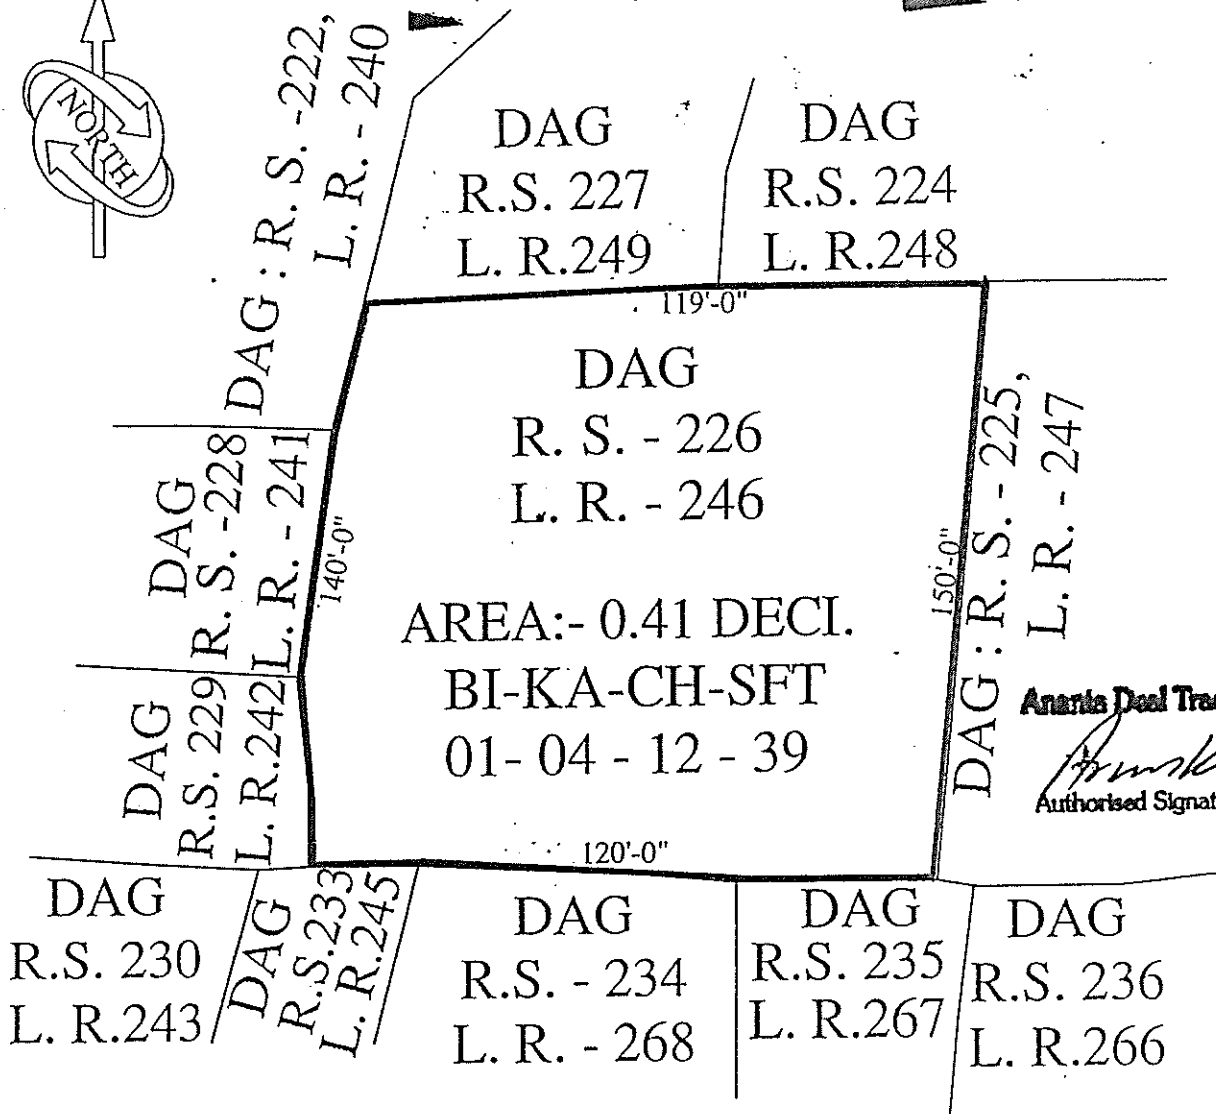 NORTH
DAG : R. S. -222,
L. R. - 240
DAG
R.S. 227
L. R.249
DAG
R.S. 224
L. R.248
119'-0"
DAG
R. S. - 226
L. R. - 246
AREA:- 0.41 DECI.
BI-KA-CH-SFT
01- 04 - 12 - 39
DAG
R. S. -228
L. R. - 241
140'-0"
150'-0"
DAG : R. S. - 225,
L. R. - 247
DAG
R.S. 229
L. R.242
Authorised Signat
120'-0"
DAG
R.S. 230
L. R.243
DAG
R.S.233
L. R.245
DAG
R.S. - 234
L. R. - 268
DAG
R.S. 235
L. R.267
DAG
R.S. 236
L. R.266